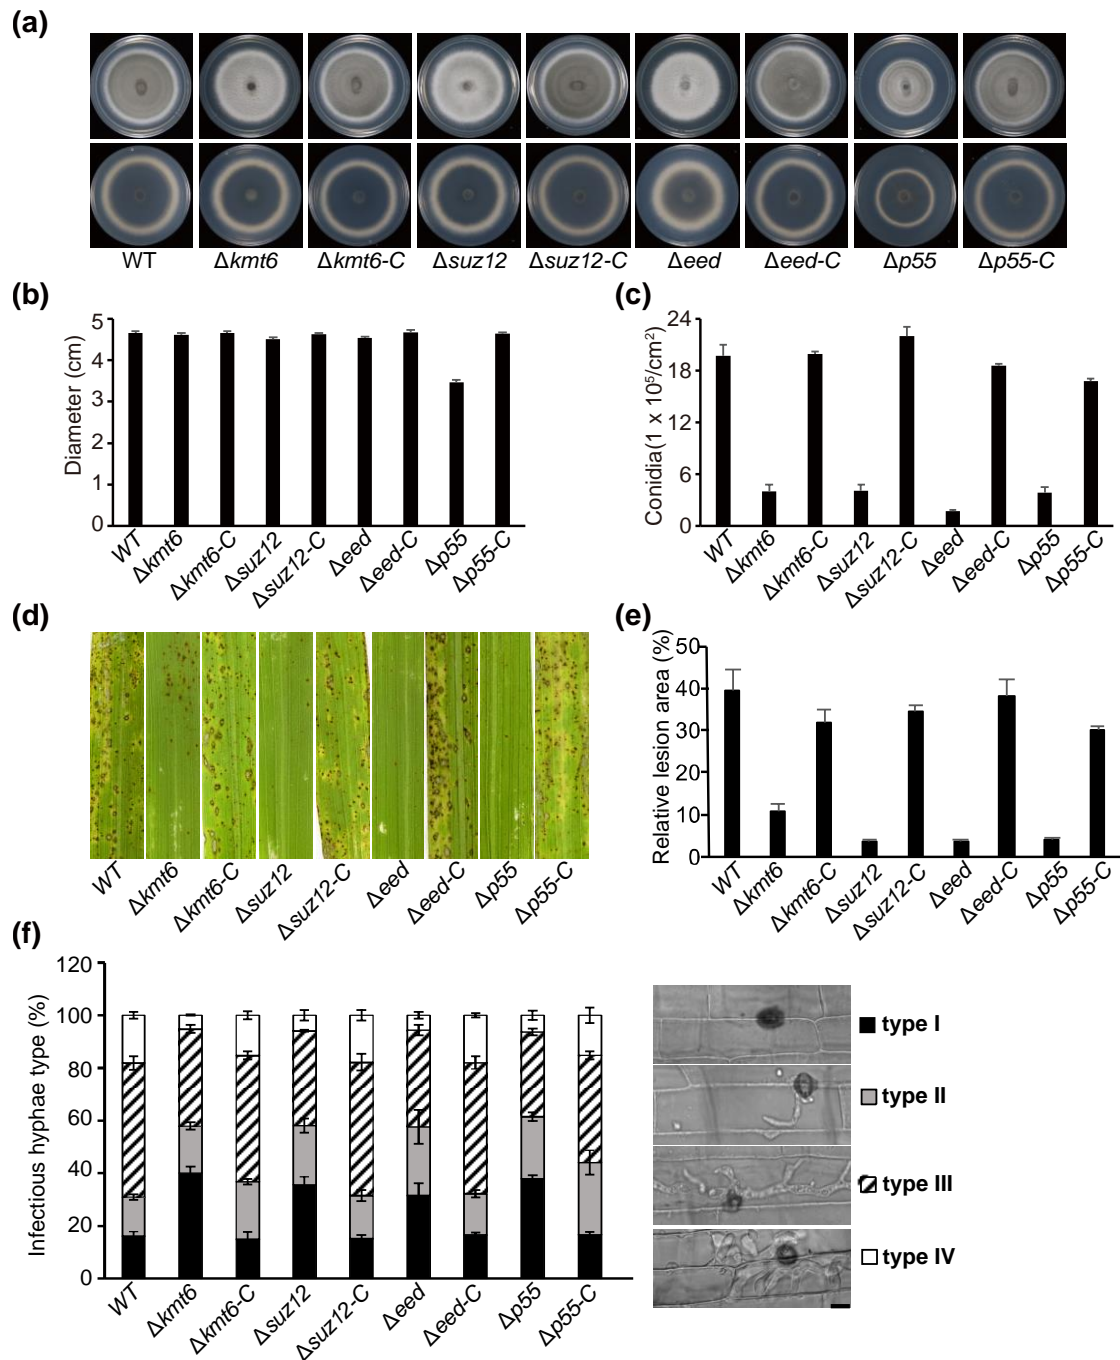 (a)
WT Δkmt6 Δkmt6-C Δsuz12 Δsuz12-C Δeed Δeed-C Δp55 Δp55-C
(b)
Diameter (cm)
5
4
3
2
1
0
WT Δkmt6 Δkmt6-C Δsuz12 Δsuz12-C Δeed Δeed-C Δp55 Δp55-C
(c)
Conidia(1 x 10⁵/cm²)
24
18
12
6
0
WT Δkmt6 Δkmt6-C Δsuz12 Δsuz12-C Δeed Δeed-C Δp55 Δp55-C
(d)
WT Δkmt6 Δkmt6-C Δsuz12 Δsuz12-C Δeed Δeed-C Δp55 Δp55-C
(e)
Relative lesion area (%)
50
40
30
20
10
0
WT Δkmt6 Δkmt6-C Δsuz12 Δsuz12-C Δeed Δeed-C Δp55 Δp55-C
(f)
Infectious hyphae type (%)
120
100
80
60
40
20
0
WT Δkmt6 Δkmt6-C Δsuz12 Δsuz12-C Δeed Δeed-C Δp55 Δp55-C
type I
type II
type III
type IV